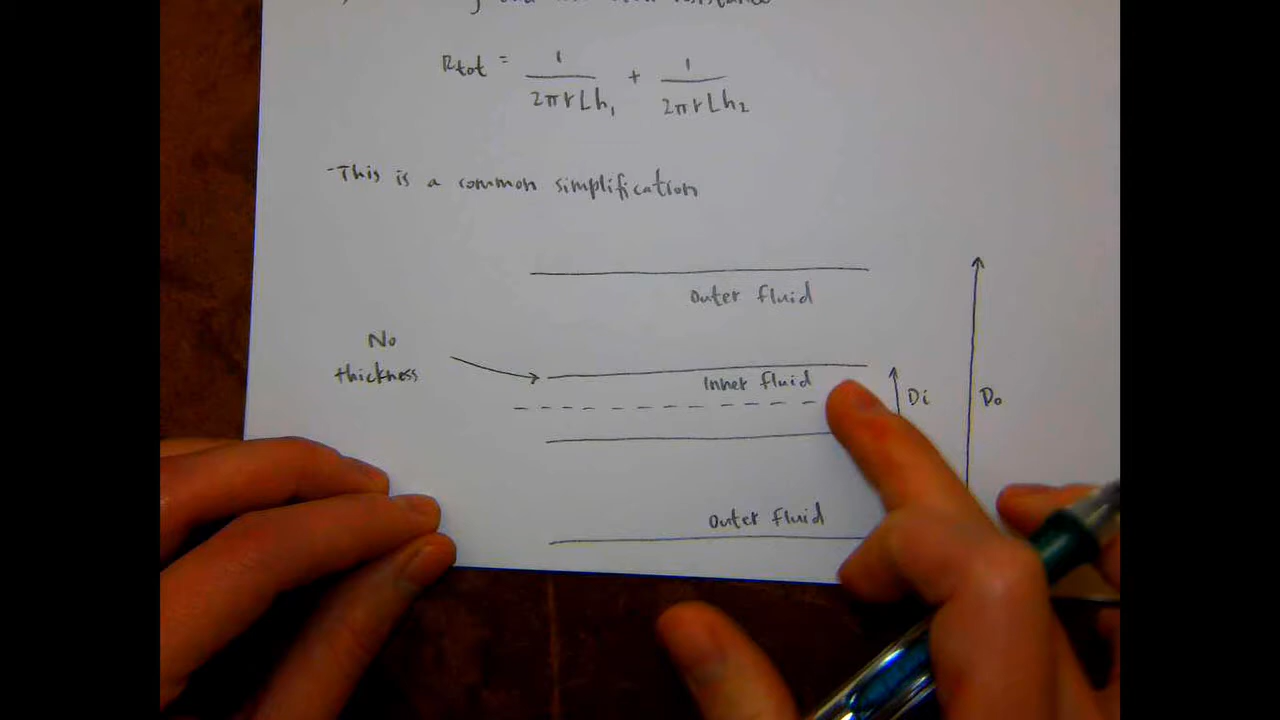 resistance
Rtot = 1 / 2πrLh₁ + 1 / 2πrLh₂
-This is a common simplification
Outer fluid
No
thickness
Inner fluid
Di
Do
Outer fluid